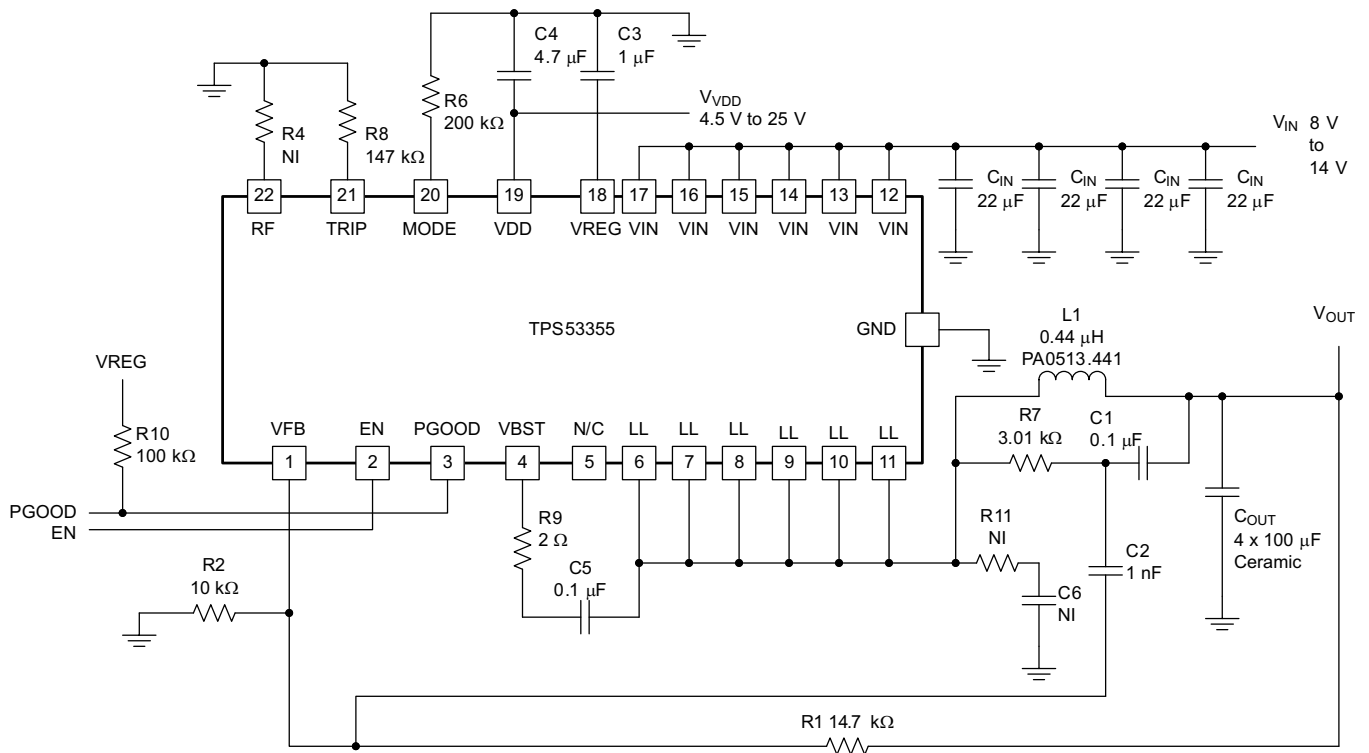 C4
4.7 μF
C3
1 μF
R6
200 kΩ
R4
NI
R8
147 kΩ
V_VDD
4.5 V to 25 V
V_IN 8 V
to
14 V
C_IN
22 μF
C_IN
22 μF
C_IN
22 μF
C_IN
22 μF
22
21
20
19
18
17
16
15
14
13
12
RF
TRIP
MODE
VDD
VREG
VIN
VIN
VIN
VIN
VIN
VIN
TPS53355
GND
L1
0.44 μH
PA0513.441
V_OUT
VREG
R10
100 kΩ
VFB
EN
PGOOD
VBST
N/C
LL
LL
LL
LL
LL
LL
1
2
3
4
5
6
7
8
9
10
11
R7
3.01 kΩ
C1
0.1 μF
PGOOD
EN
R9
2 Ω
C5
0.1 μF
R11
NI
C6
NI
C2
1 nF
C_OUT
4 x 100 μF
Ceramic
R2
10 kΩ
R1 14.7 kΩ